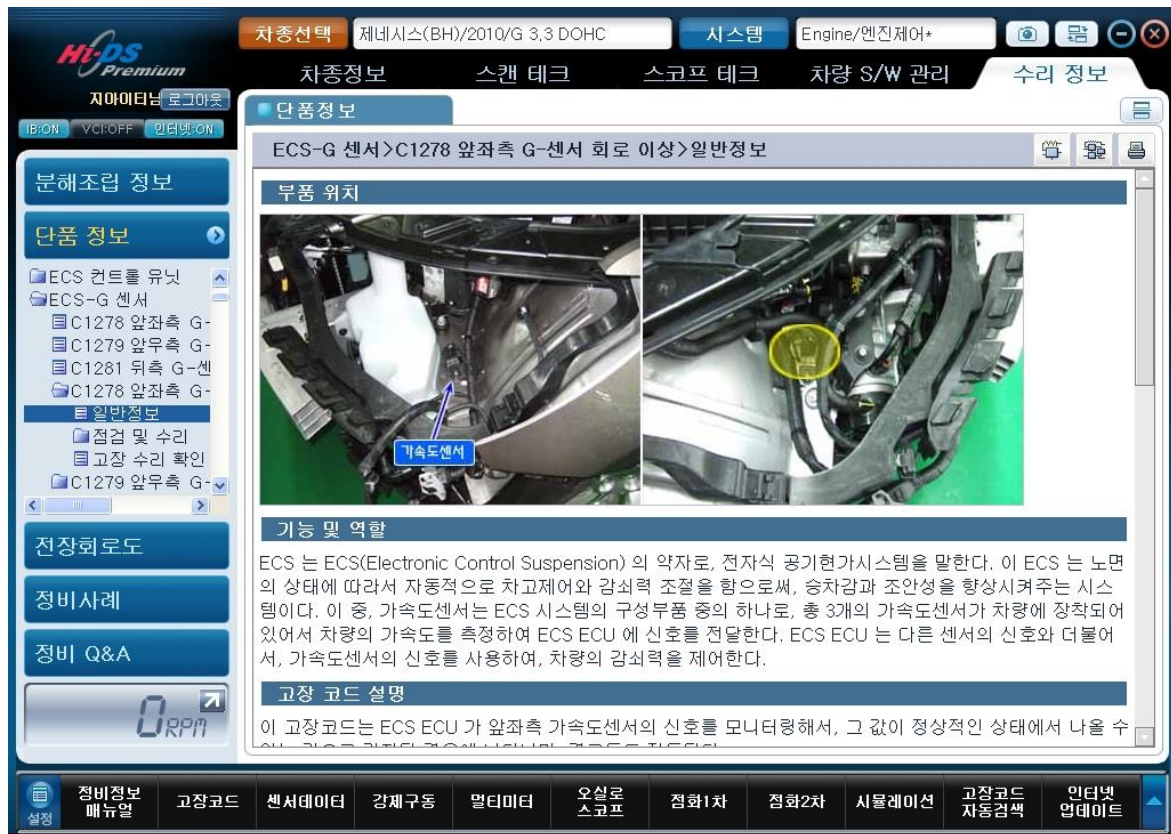 Hi-DS
Premium
지아이티님 로그아웃
IB:ON VCI:OFF 인터넷:ON
차종선택 제네시스(BH)/2010/G 3,3 DOHC 시스템 Engine/엔진제어*
차종정보 스캔 테크 스코프 테크 차량 S/W 관리 수리 정보
단품정보
ECS-G 센서>C1278 앞좌측 G-센서 회로 이상>일반정보
분해조립 정보
단품 정보
ECS 컨트롤 유닛
ECS-G 센서
C1278 앞좌측 G-
C1279 앞우측 G-
C1281 뒤측 G-센
C1278 앞좌측 G-
일반정보
점검 및 수리
고장 수리 확인
C1279 앞우측 G-
전장회로도
정비사례
정비 Q&A
0 RPM
부품 위치
가속도센서
기능 및 역할
ECS 는 ECS(Electronic Control Suspension) 의 약자로, 전자식 공기현가시스템을 말한다. 이 ECS 는 노면
의 상태에 따라서 자동적으로 차고제어와 감쇠력 조절을 함으로써, 승차감과 조안성을 향상시켜주는 시스
템이다. 이 중, 가속도센서는 ECS 시스템의 구성부품 중의 하나로, 총 3개의 가속도센서가 차량에 장착되어
있어서 차량의 가속도를 측정하여 ECS ECU 에 신호를 전달한다. ECS ECU 는 다른 센서의 신호와 더불어
서, 가속도센서의 신호를 사용하여, 차량의 감쇠력을 제어한다.
고장 코드 설명
이 고장코드는 ECS ECU 가 앞좌측 가속도센서의 신호를 모니터링해서, 그 값이 정상적인 상태에서 나올 수
설정 정비정보 매뉴얼 고장코드 센서데이터 강제구동 멀티미터 오실로 스코프 점화1차 점화2차 시뮬레이션 고장코드 자동검색 인터넷 업데이트